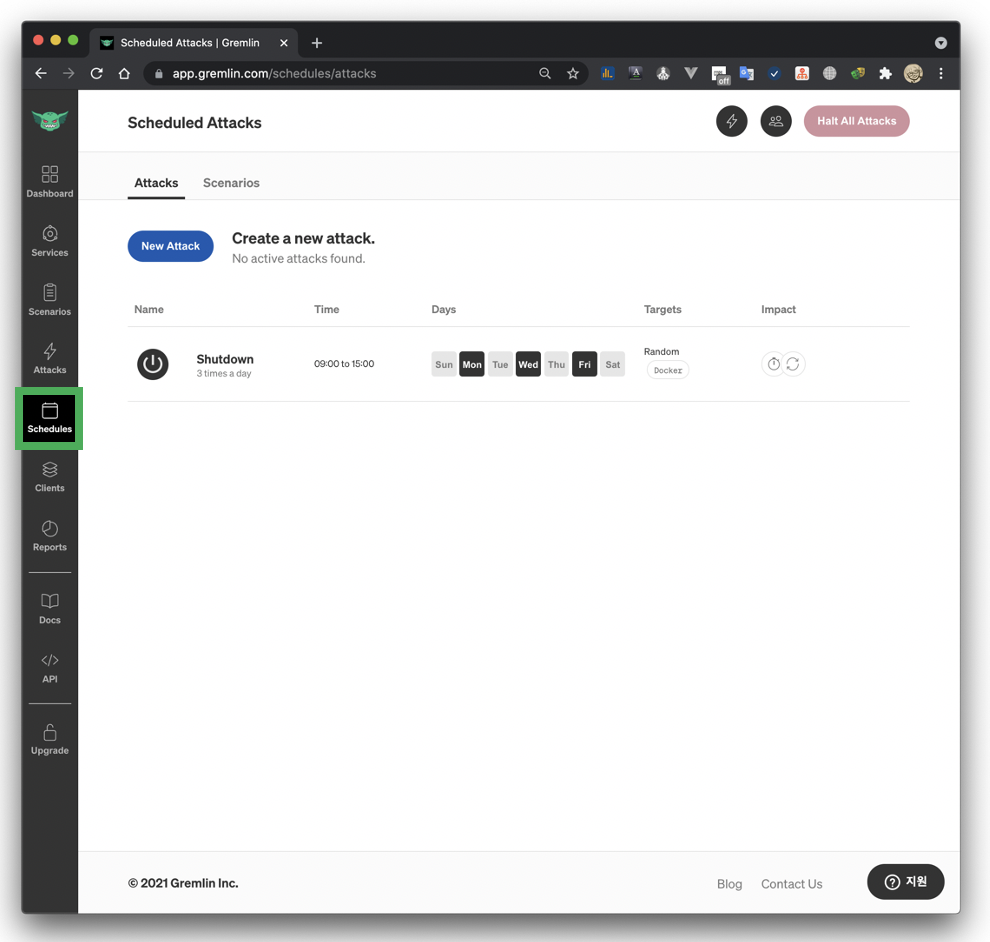 Scheduled Attacks | Gremlin
app.gremlin.com/schedules/attacks
off
Scheduled Attacks
Halt All Attacks
Dashboard
Services
Scenarios
Attacks
Schedules
Clients
Reports
Docs
API
Upgrade
Attacks Scenarios
New Attack
Create a new attack.
No active attacks found.
Name Time Days Targets Impact
Shutdown
3 times a day
09:00 to 15:00
Sun Mon Tue Wed Thu Fri Sat
Random
Docker
© 2021 Gremlin Inc.
Blog Contact Us
지원